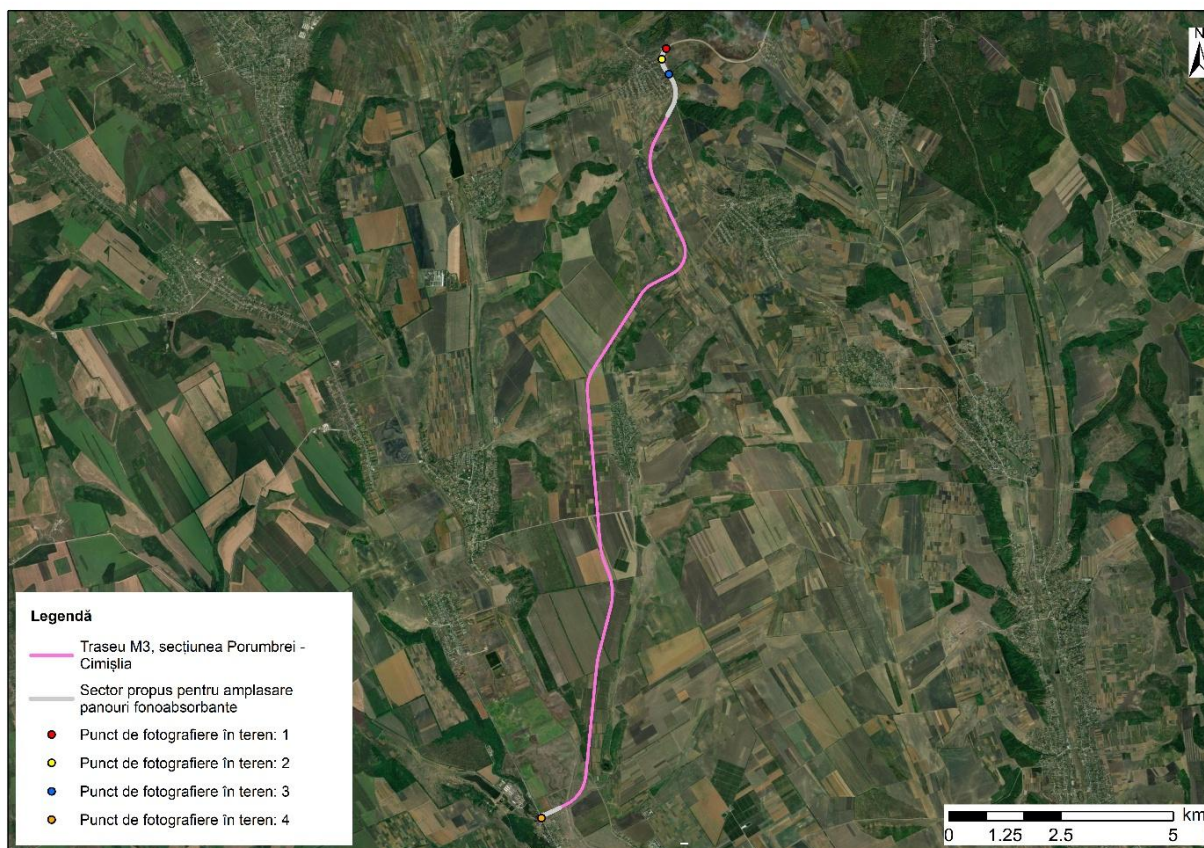 N
Legendă
Traseu M3, secțiunea Porumbrei -
Cimișlia
Sector propus pentru amplasare
panouri fonoabsorbante
Punct de fotografiere în teren: 1
Punct de fotografiere în teren: 2
Punct de fotografiere în teren: 3
Punct de fotografiere în teren: 4
km
0 1.25 2.5 5